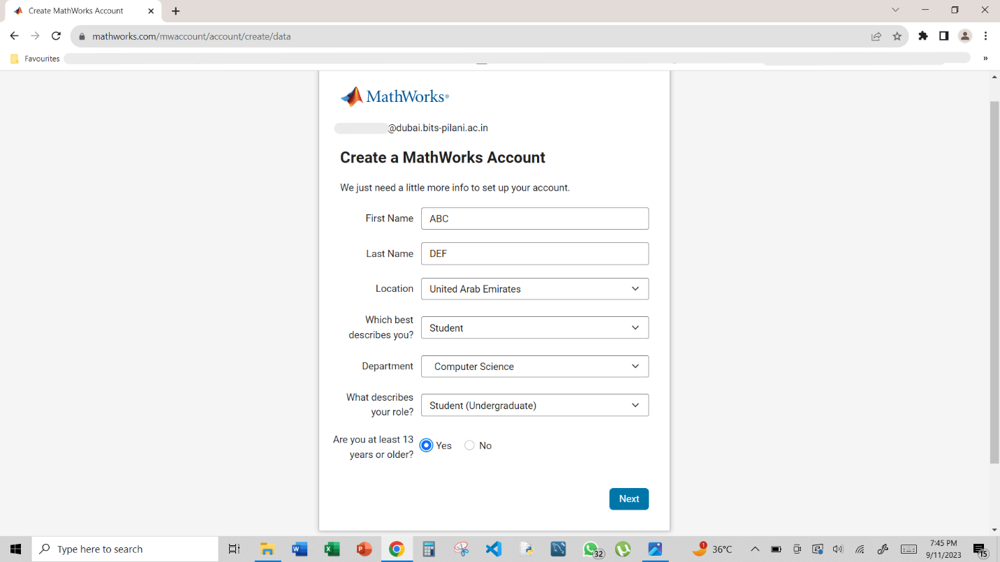 Create MathWorks Account
mathworks.com/mwaccount/account/create/data
Favourites
»
MathWorks®
@dubai.bits-pilani.ac.in
Create a MathWorks Account
We just need a little more info to set up your account.
First Name ABC
Last Name DEF
Location United Arab Emirates
Which best
describes you? Student
Department Computer Science
What describes
your role? Student (Undergraduate)
Are you at least 13
years or older? Yes No
Next
Type here to search
32
1
36°C
7:45 PM
9/11/2023
15